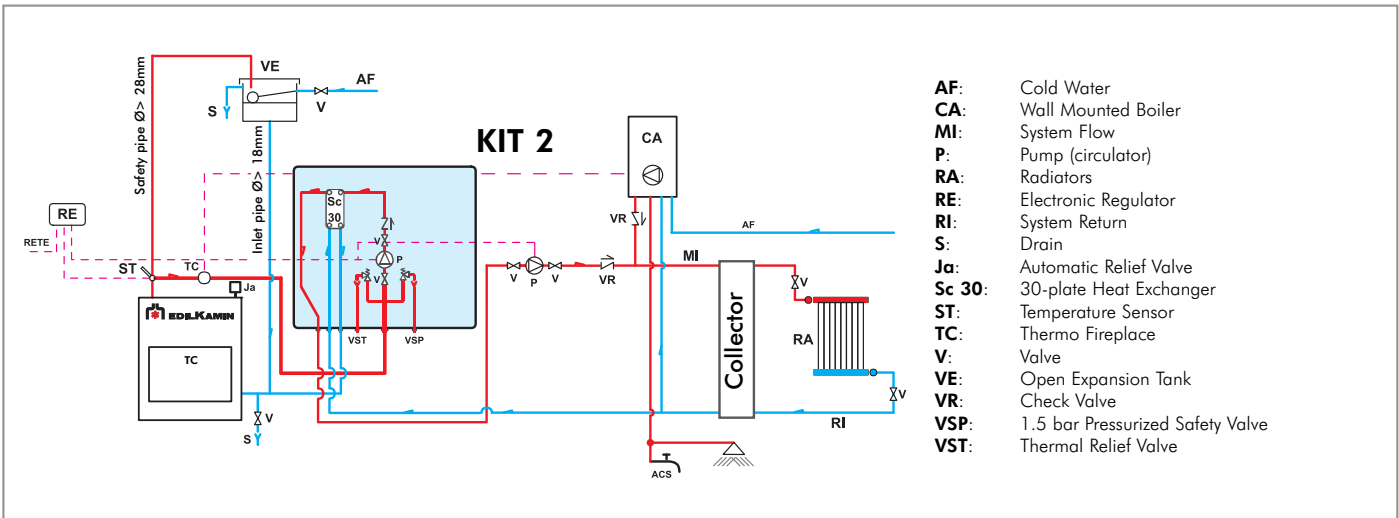 VE
AF
S
V
Safety pipe Ø> 28mm
Inlet pipe Ø> 18mm
KIT 2
CA
Sc
30
VR
AF
RE
RETE
V
P
ST
TC
MI
V
P
V
VR
V
Ja
V
EDILKAMIN
TC
VST
VSP
Collector
RA
V
V
S
RI
ACS
AF: Cold Water
CA: Wall Mounted Boiler
MI: System Flow
P: Pump (circulator)
RA: Radiators
RE: Electronic Regulator
RI: System Return
S: Drain
Ja: Automatic Relief Valve
Sc 30: 30-plate Heat Exchanger
ST: Temperature Sensor
TC: Thermo Fireplace
V: Valve
VE: Open Expansion Tank
VR: Check Valve
VSP: 1.5 bar Pressurized Safety Valve
VST: Thermal Relief Valve